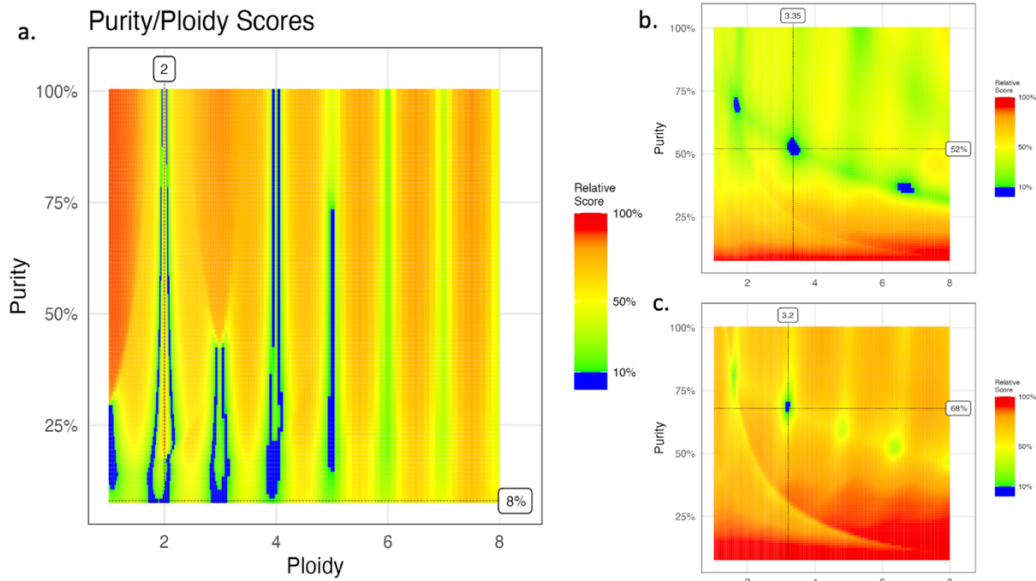 a.
Purity/Ploidy Scores
2
100%
75%
50%
25%
8%
Purity
2
4
6
8
Ploidy
Relative
Score
100%
50%
10%
b.
3.35
100%
75%
50%
25%
52%
Purity
2
4
6
8
Relative
Score
100%
50%
10%
c.
3.2
100%
75%
50%
25%
68%
Purity
Relative
Score
100%
50%
10%